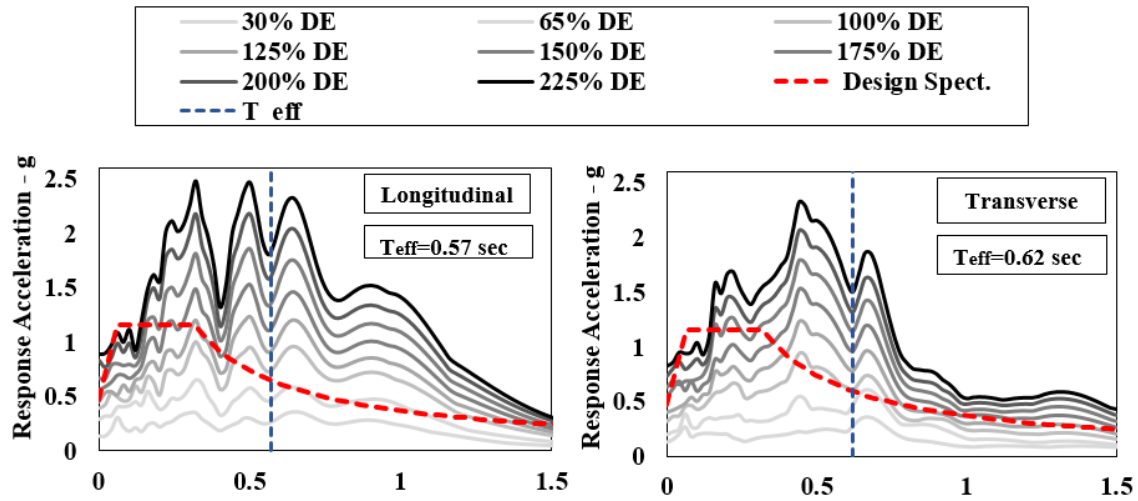 30% DE 65% DE 100% DE
125% DE 150% DE 175% DE
200% DE 225% DE Design Spect.
T eff
Response Acceleration - g
2.5
2
1.5
1
0.5
0
Longitudinal
Teff=0.57 sec
0 0.5 1 1.5
Response Acceleration - g
2.5
2
1.5
1
0.5
0
Transverse
Teff=0.62 sec
0 0.5 1 1.5